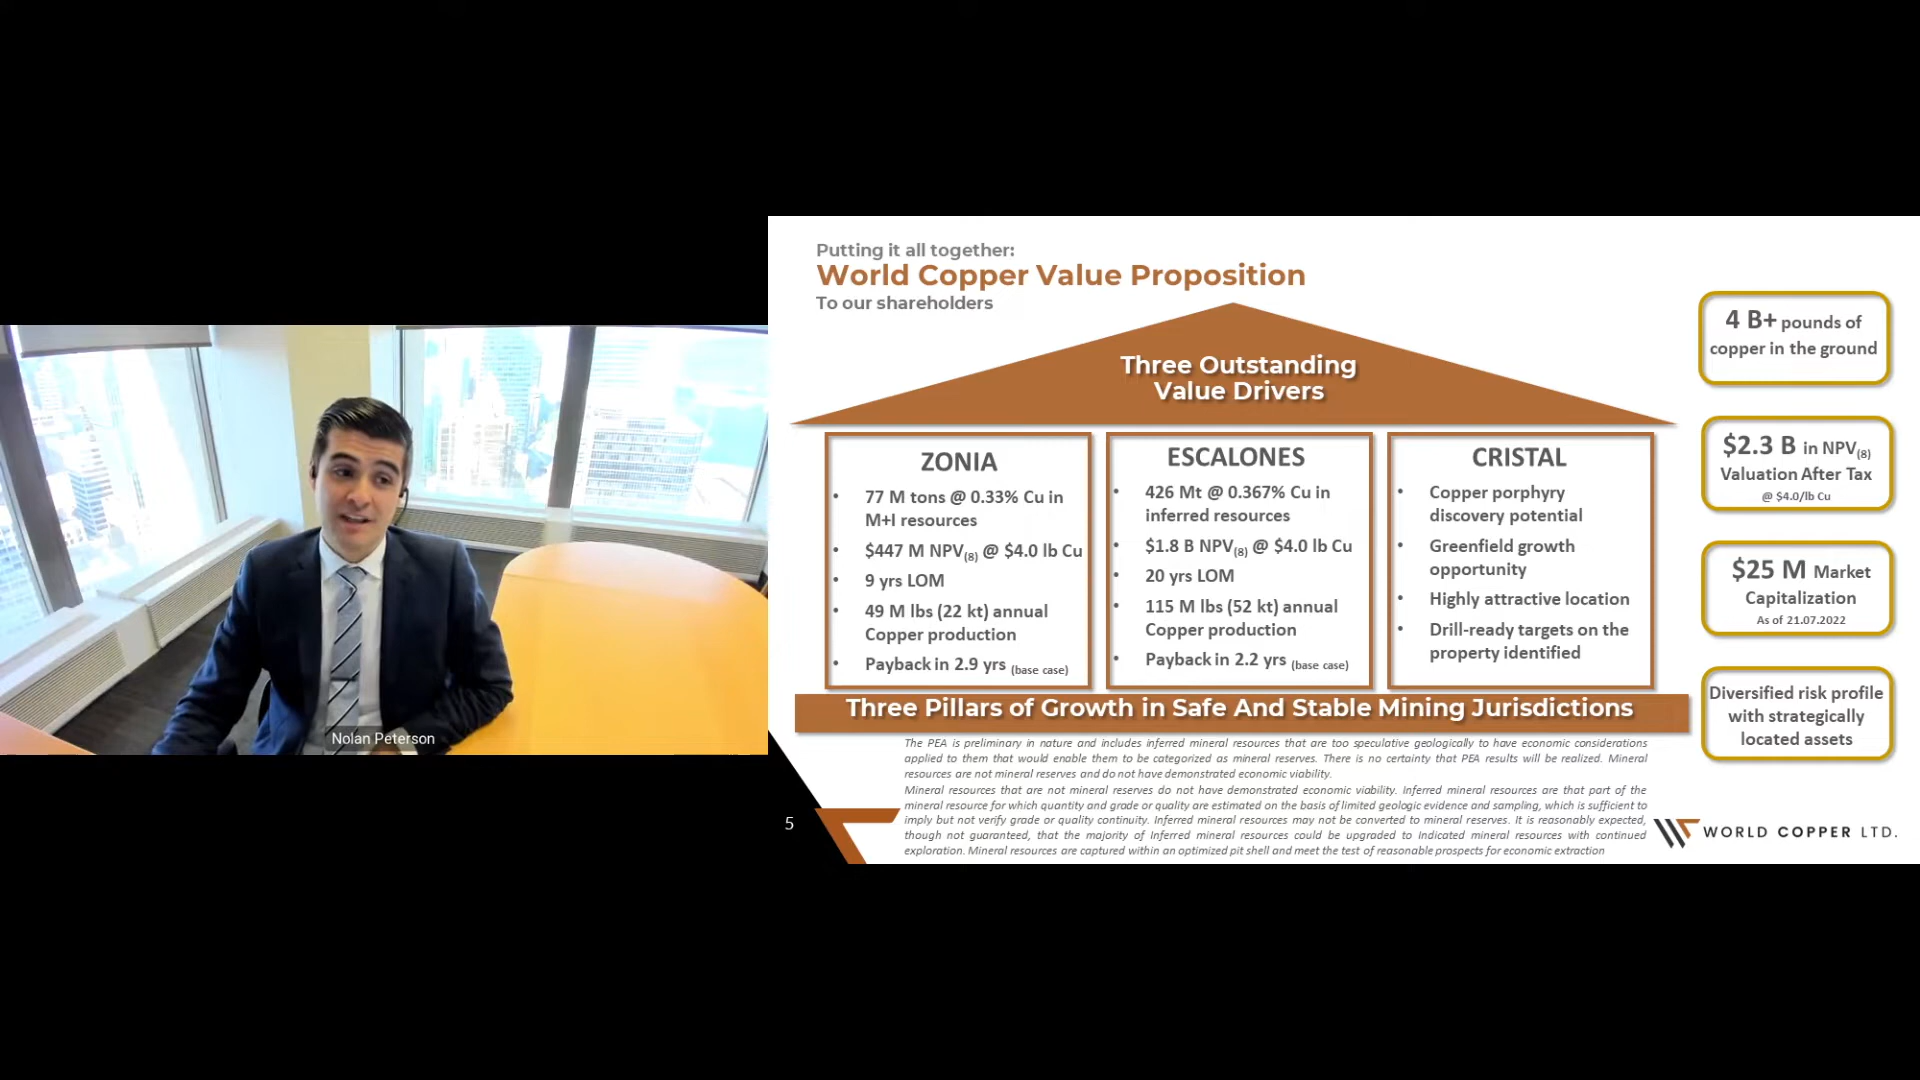 Putting it all together:
World Copper Value Proposition
To our shareholders
Three Outstanding
Value Drivers
ZONIA
• 77 M tons @ 0.33% Cu in
M+I resources
• $447 M NPV(8) @ $4.0 lb Cu
• 9 yrs LOM
• 49 M lbs (22 kt) annual
Copper production
• Payback in 2.9 yrs (base case)
ESCALONES
• 426 Mt @ 0.367% Cu in
inferred resources
• $1.8 B NPV(8) @ $4.0 lb Cu
• 20 yrs LOM
• 115 M lbs (52 kt) annual
Copper production
• Payback in 2.2 yrs (base case)
CRISTAL
• Copper porphyry
discovery potential
• Greenfield growth
opportunity
• Highly attractive location
• Drill-ready targets on the
property identified
Three Pillars of Growth in Safe And Stable Mining Jurisdictions
4 B+ pounds of
copper in the ground
$2.3 B in NPV(8)
Valuation After Tax
@ $4.0/lb Cu
$25 M Market
Capitalization
As of 21.07.2022
Diversified risk profile
with strategically
located assets
The PEA is preliminary in nature and includes inferred mineral resources that are too speculative geologically to have economic considerations
applied to them that would enable them to be categorized as mineral reserves. There is no certainty that PEA results will be realized. Mineral
resources are not mineral reserves and do not have demonstrated economic viability.
Mineral resources that are not mineral reserves do not have demonstrated economic viability. Inferred mineral resources are that part of the
mineral resource for which quantity and grade or quality are estimated on the basis of limited geologic evidence and sampling, which is sufficient to
imply but not verify grade or quality continuity. Inferred mineral resources may not be converted to mineral reserves. It is reasonably expected,
though not guaranteed, that the majority of Inferred mineral resources could be upgraded to Indicated mineral resources with continued
exploration. Mineral resources are captured within an optimized pit shell and meet the test of reasonable prospects for economic extraction
5
WORLD COPPER LTD.
Nolan Peterson